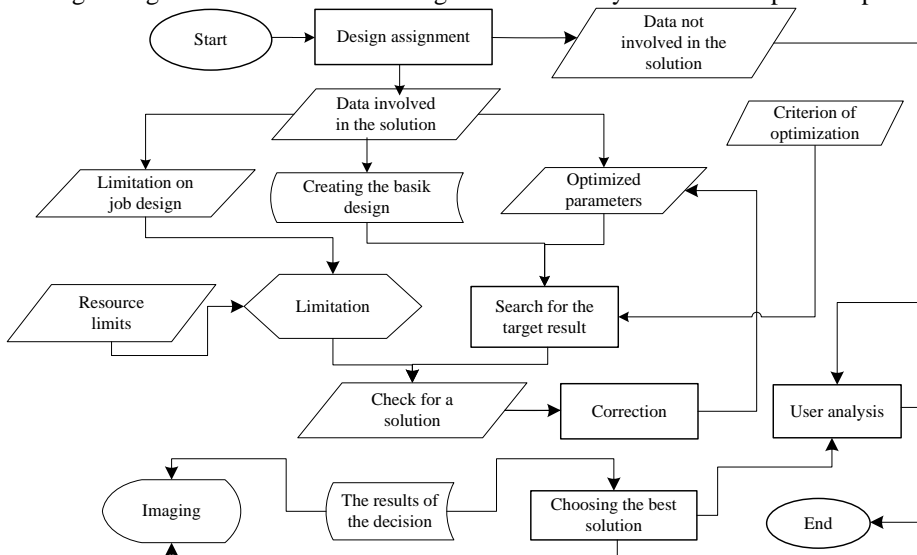 Start
Design assignment
Data not
involved in the
solution
Data involved
in the solution
Criterion of
optimization
Limitation on
job design
Creating the basik
design
Optimized
parameters
Resource
limits
Limitation
Search for the
target result
Check for a
solution
Correction
User analysis
Imaging
The results of
the decision
Choosing the best
solution
End